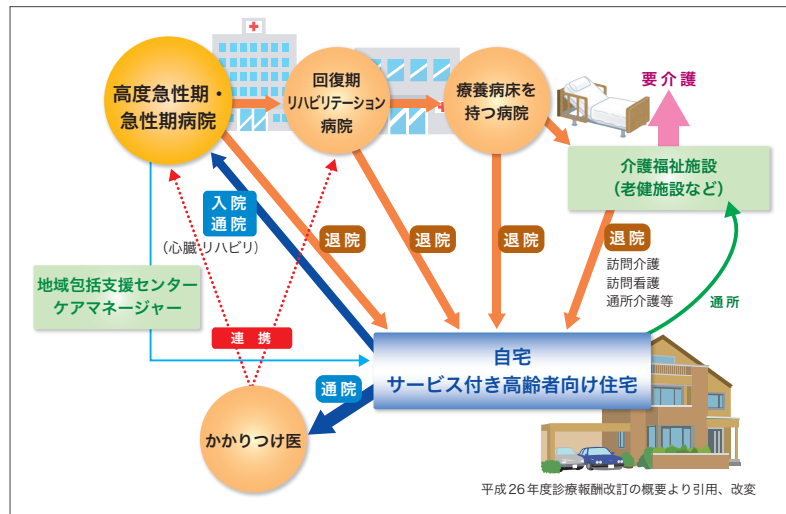 高度急性期・
急性期病院
回復期
リハビリテーション
病院
療養病床を
持つ病院
要介護
介護福祉施設
（老健施設など）
入院
通院
（心臓リハビリ）
退院
退院
退院
退院
訪問介護
訪問看護
通所介護等
通所
地域包括支援センター
ケアマネージャー
連携
自宅
サービス付き高齢者向け住宅
通院
かかりつけ医
平成26年度診療報酬改訂の概要より引用、改変